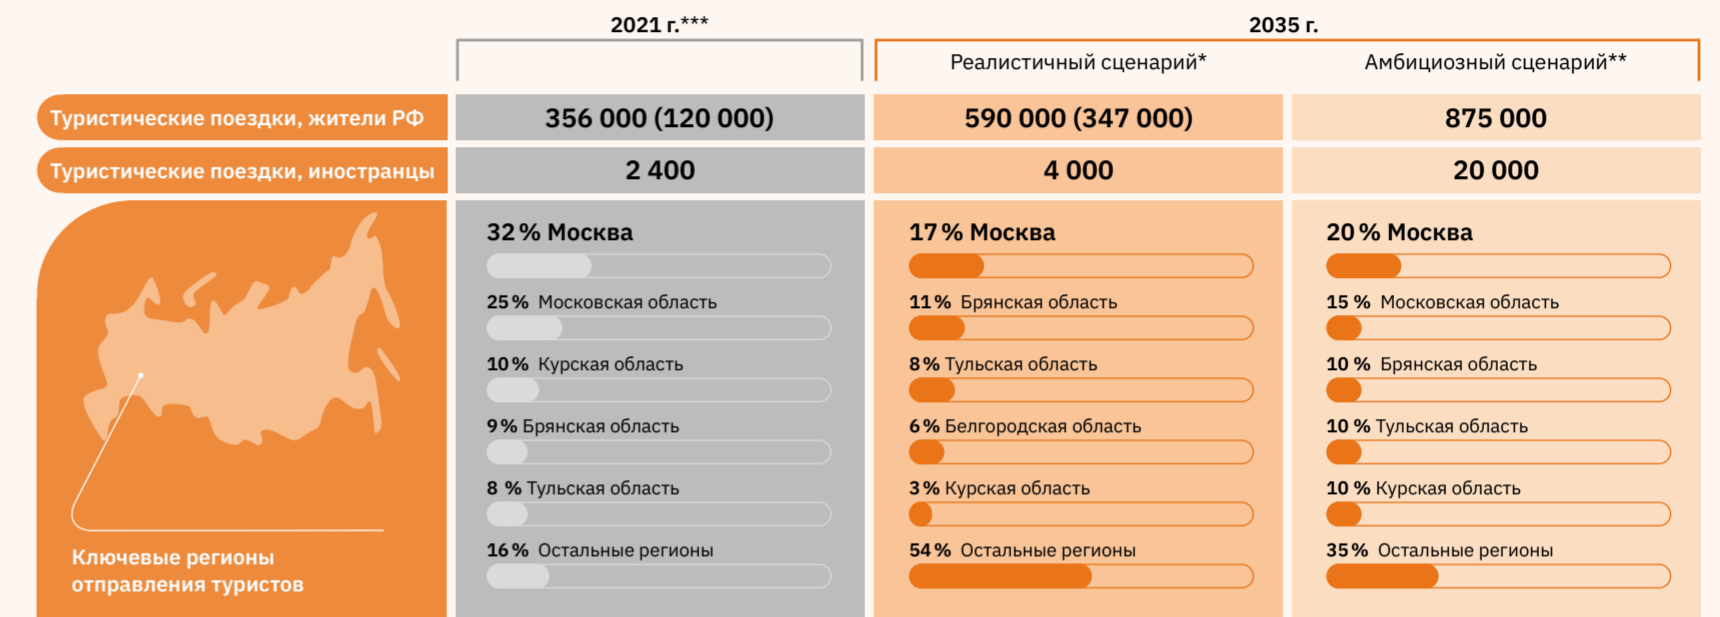 2021 г.***
2035 г.
Реалистичный сценарий*
Амбициозный сценарий**
Туристические поездки, жители РФ
356 000 (120 000)
590 000 (347 000)
875 000
Туристические поездки, иностранцы
2 400
4 000
20 000
Ключевые регионы
отправления туристов
32 % Москва
25 % Московская область
10 % Курская область
9 % Брянская область
8 % Тульская область
16 % Остальные регионы
17 % Москва
11 % Брянская область
8 % Тульская область
6 % Белгородская область
3 % Курская область
54 % Остальные регионы
20 % Москва
15 % Московская область
10 % Брянская область
10 % Тульская область
10 % Курская область
35 % Остальные регионы